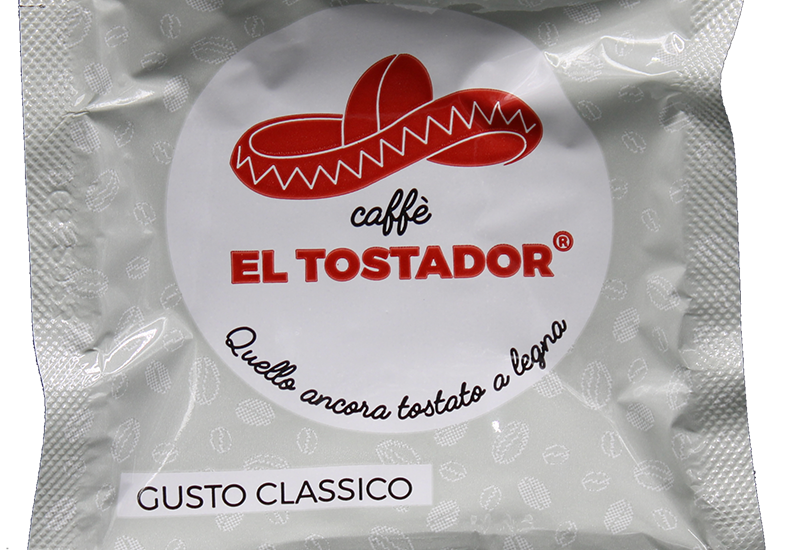 caffè
EL TOSTADOR®
Quello ancora tostato a legna
GUSTO CLASSICO